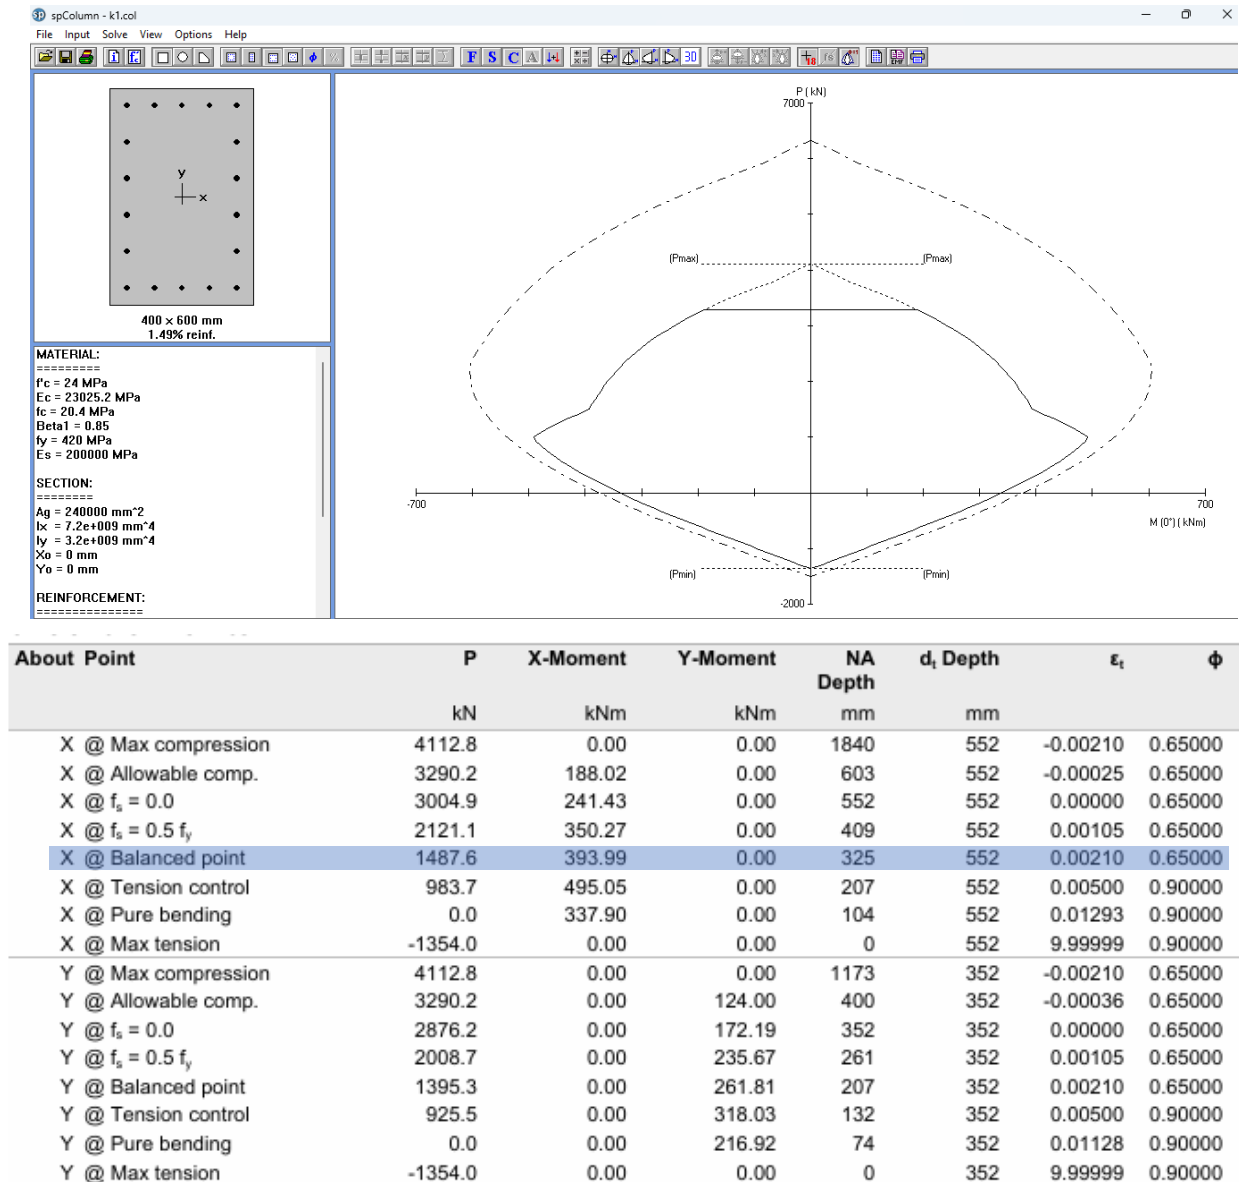 spColumn - k1.col
File Input Solve View Options Help
y
x
400 x 600 mm
1.49% reinf.
MATERIAL:
=========
f'c = 24 MPa
Ec = 23025.2 MPa
fc = 20.4 MPa
Beta1 = 0.85
fy = 420 MPa
Es = 200000 MPa
SECTION:
========
Ag = 240000 mm^2
Ix = 7.2e+009 mm^4
Iy = 3.2e+009 mm^4
Xo = 0 mm
Yo = 0 mm
REINFORCEMENT:
===============
P ( kN)
7000
(Pmax)
(Pmax)
-700
700
M (0°) ( kNm)
(Pmin)
(Pmin)
-2000
About Point P X-Moment Y-Moment NA Depth dt Depth εt ϕ
kN kNm kNm mm mm
X @ Max compression 4112.8 0.00 0.00 1840 552 -0.00210 0.65000
X @ Allowable comp. 3290.2 188.02 0.00 603 552 -0.00025 0.65000
X @ fs = 0.0 3004.9 241.43 0.00 552 552 0.00000 0.65000
X @ fs = 0.5 fy 2121.1 350.27 0.00 409 552 0.00105 0.65000
X @ Balanced point 1487.6 393.99 0.00 325 552 0.00210 0.65000
X @ Tension control 983.7 495.05 0.00 207 552 0.00500 0.90000
X @ Pure bending 0.0 337.90 0.00 104 552 0.01293 0.90000
X @ Max tension -1354.0 0.00 0.00 0 552 9.99999 0.90000
Y @ Max compression 4112.8 0.00 0.00 1173 352 -0.00210 0.65000
Y @ Allowable comp. 3290.2 0.00 124.00 400 352 -0.00036 0.65000
Y @ fs = 0.0 2876.2 0.00 172.19 352 352 0.00000 0.65000
Y @ fs = 0.5 fy 2008.7 0.00 235.67 261 352 0.00105 0.65000
Y @ Balanced point 1395.3 0.00 261.81 207 352 0.00210 0.65000
Y @ Tension control 925.5 0.00 318.03 132 352 0.00500 0.90000
Y @ Pure bending 0.0 0.00 216.92 74 352 0.01128 0.90000
Y @ Max tension -1354.0 0.00 0.00 0 352 9.99999 0.90000